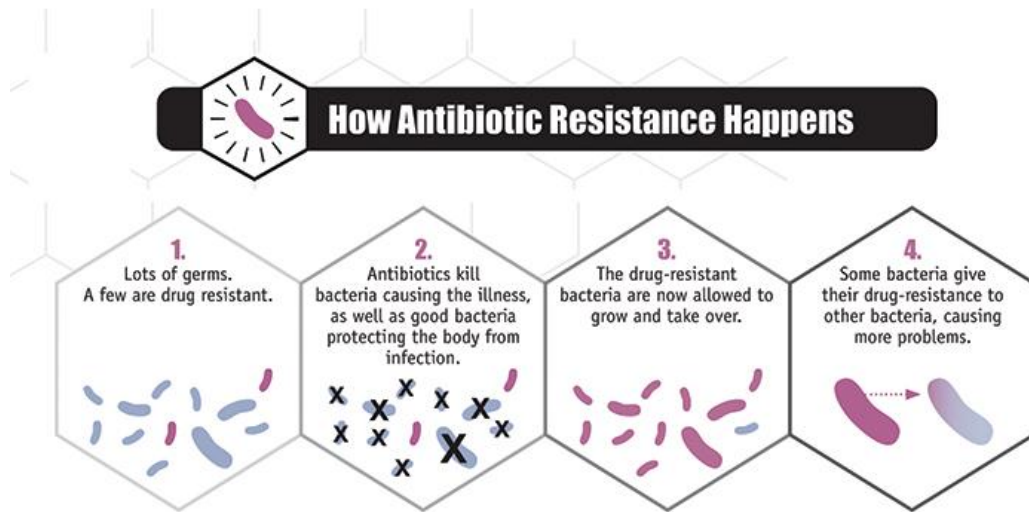 How Antibiotic Resistance Happens
1.
Lots of germs.
A few are drug resistant.
2.
Antibiotics kill
bacteria causing the illness,
as well as good bacteria
protecting the body from
infection.
X X X X X X X X X X
3.
The drug-resistant
bacteria are now allowed to
grow and take over.
4.
Some bacteria give
their drug-resistance to
other bacteria, causing
more problems.